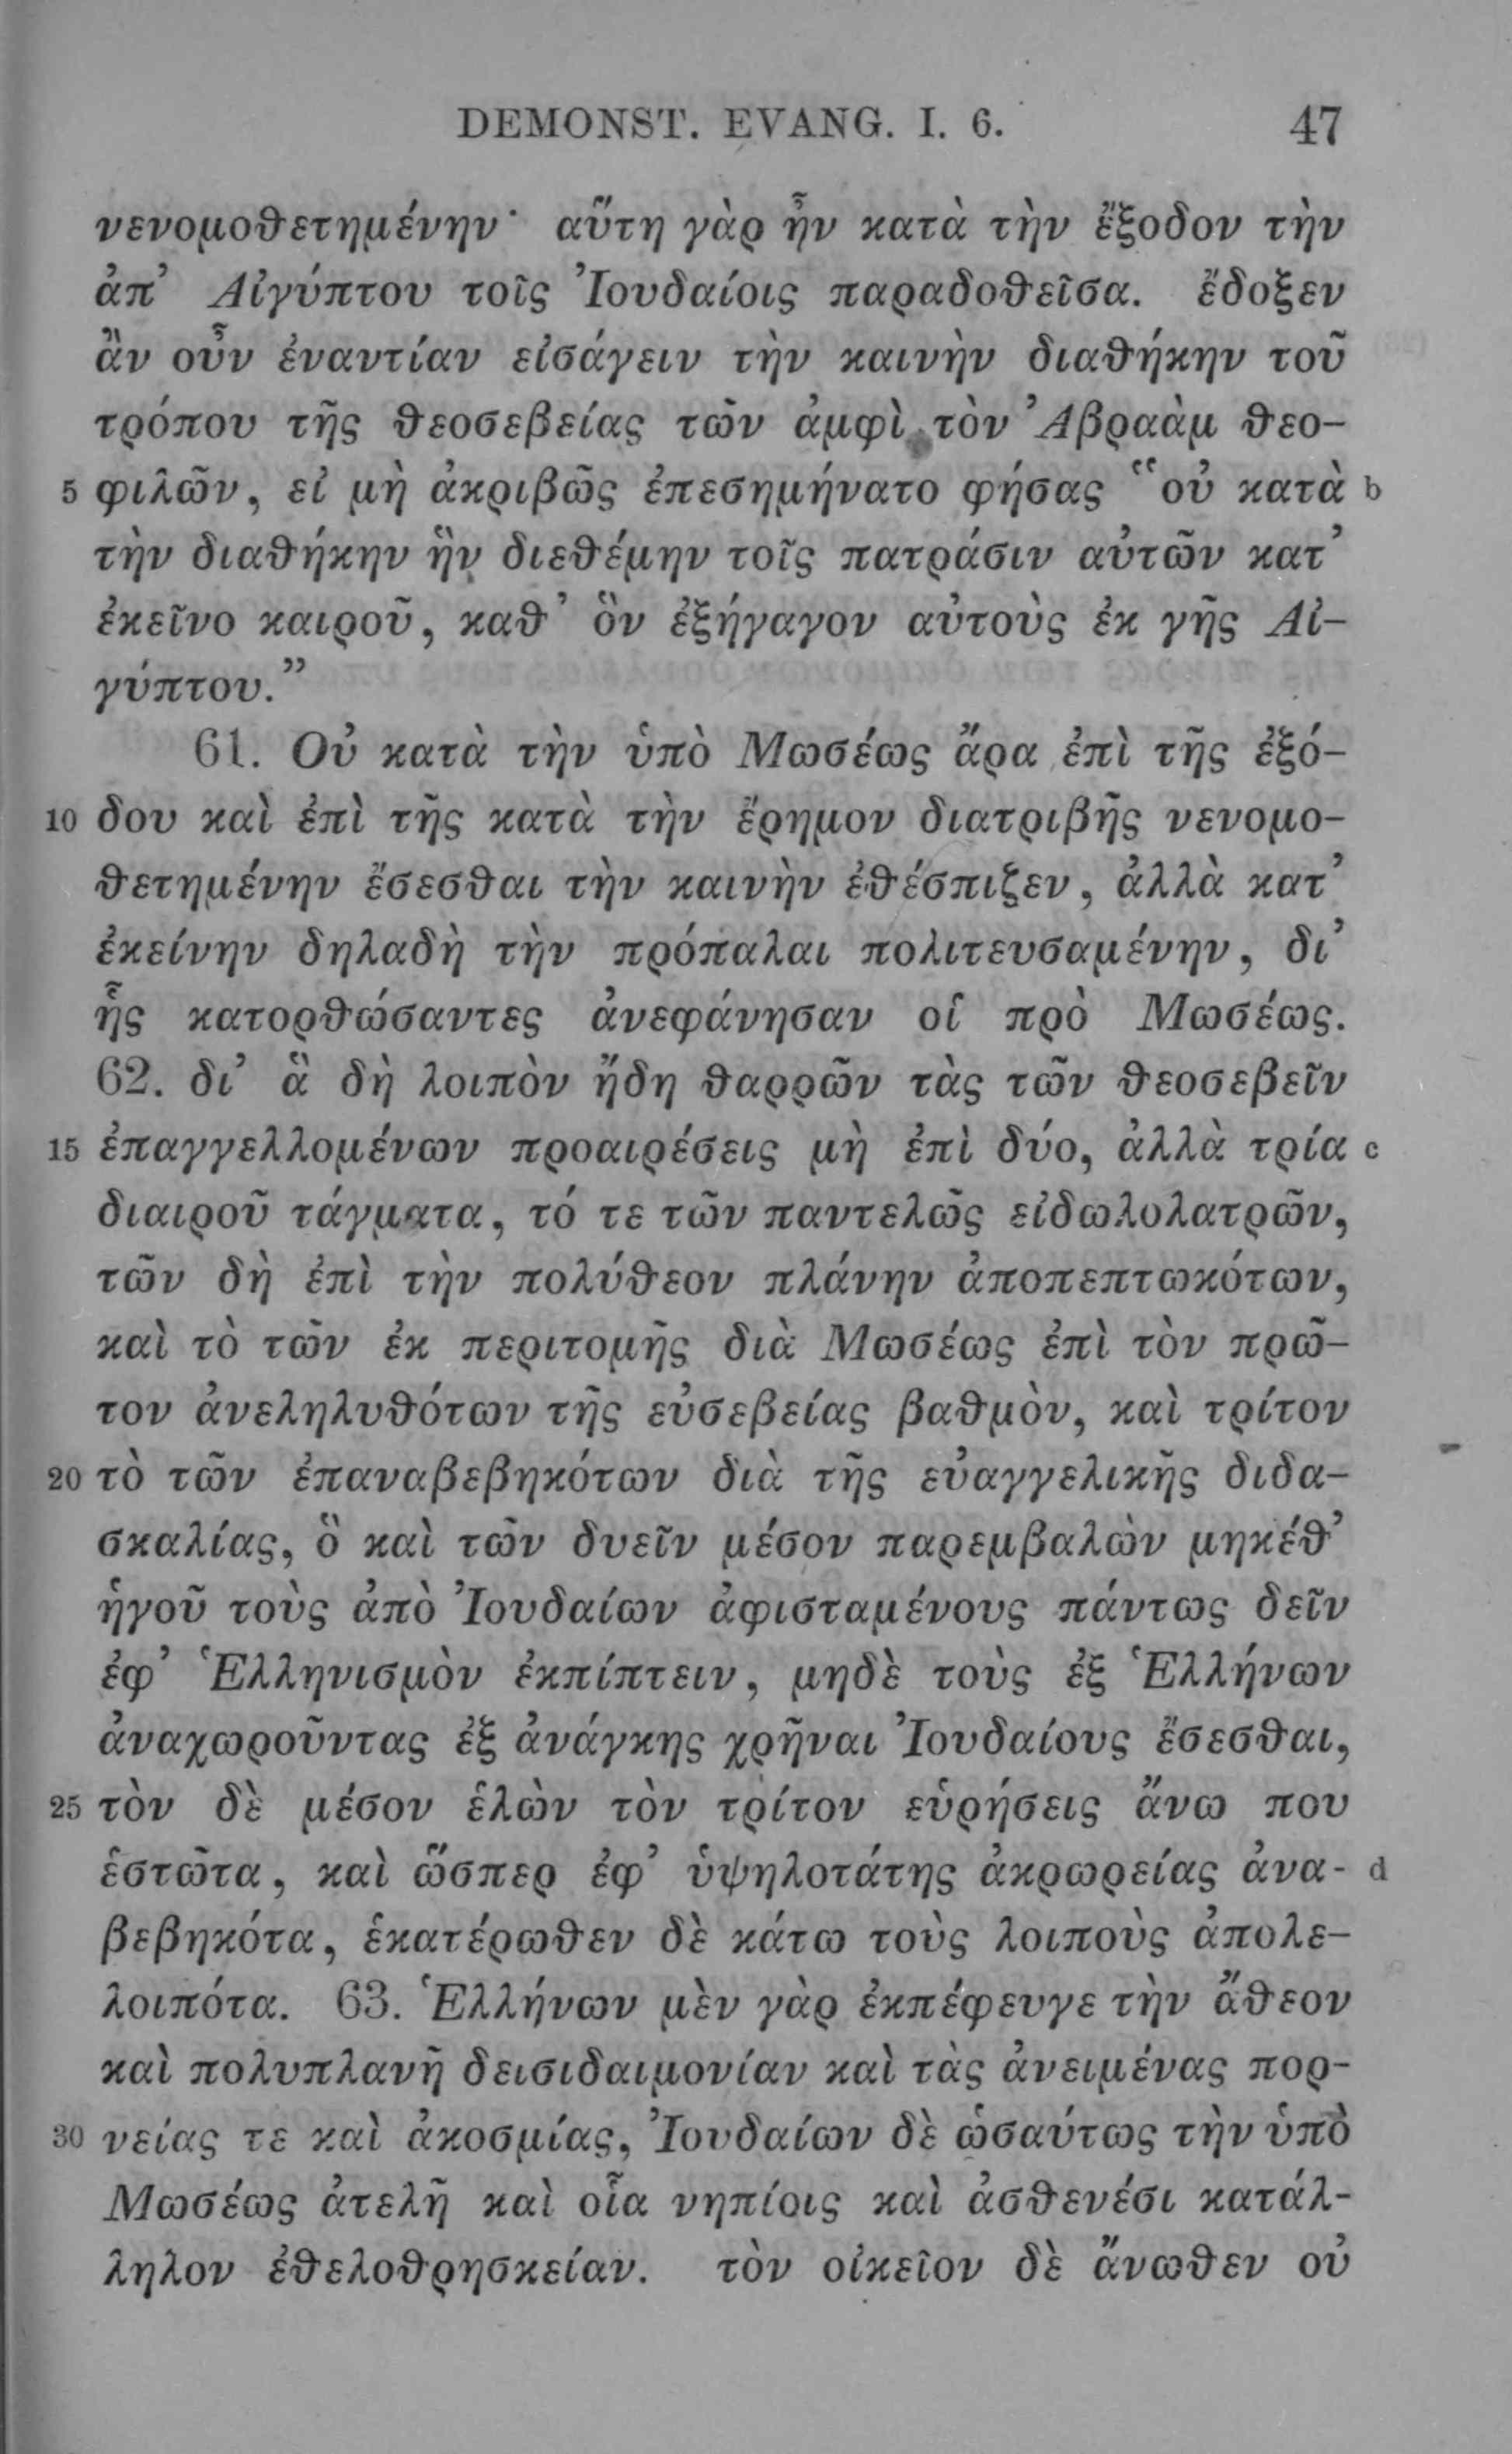 DEMONST. EVANG. I. 6. 47
νενομοθετημένην· αὕτη γὰρ ἦν κατὰ τὴν ἔξοδον τὴν
ἀπ’ Αἰγύπτου τοῖς Ἰουδαίοις παραδοθεῖσα. ἔδοξεν
ἂν οὖν ἐναντίαν εἰσάγειν τὴν καινὴν διαθήκην τοῦ
τρόπου τῆς θεοσεβείας τῶν ἀμφὶ τὸν Ἀβραὰμ θεο-
5 φιλῶν, εἰ μὴ ἀκριβῶς ἐπεσημήνατο φήσας “οὐ κατὰ b
τὴν διαθήκην ἣν διεθέμην τοῖς πατράσιν αὐτῶν κατ’
ἐκεῖνο καιροῦ, καθ’ ὃν ἐξήγαγον αὐτοὺς ἐκ γῆς Αἰ-
γύπτου.”
61. Οὐ κατὰ τὴν ὑπὸ Μωσέως ἄρα ἐπὶ τῆς ἐξό-
10 δου καὶ ἐπὶ τῆς κατὰ τὴν ἔρημον διατριβῆς νενομο-
θετημένην ἔσεσθαι τὴν καινὴν ἐθέσπιζεν, ἀλλὰ κατ’
ἐκείνην δηλαδὴ τὴν πρόπαλαι πολιτευσαμένην, δι’
ἧς κατορθώσαντες ἀνεφάνησαν οἱ πρὸ Μωσέως.
62. δι’ ἃ δὴ λοιπὸν ἤδη θαρρῶν τὰς τῶν θεοσεβεῖν
15 ἐπαγγελλομένων προαιρέσεις μὴ ἐπὶ δύο, ἀλλὰ τρία c
διαιροῦ τάγματα, τό τε τῶν παντελῶς εἰδωλολατρῶν,
τῶν δὴ ἐπὶ τὴν πολύθεον πλάνην ἀποπεπτωκότων,
καὶ τὸ τῶν ἐκ περιτομῆς διὰ Μωσέως ἐπὶ τὸν πρῶ-
τον ἀνεληλυθότων τῆς εὐσεβείας βαθμὸν, καὶ τρίτον
20 τὸ τῶν ἐπαναβεβηκότων διὰ τῆς εὐαγγελικῆς διδα-
σκαλίας, ὃ καὶ τῶν δυεῖν μέσον παρεμβαλὼν μηκέθ’
ἡγοῦ τοὺς ἀπὸ Ἰουδαίων ἀφισταμένους πάντως δεῖν
ἐφ’ Ἑλληνισμὸν ἐκπίπτειν, μηδὲ τοὺς ἐξ Ἑλλήνων
ἀναχωροῦντας ἐξ ἀνάγκης χρῆναι Ἰουδαίους ἔσεσθαι,
25 τὸν δὲ μέσον ἑλὼν τὸν τρίτον εὑρήσεις ἄνω που
ἑστῶτα, καὶ ὥσπερ ἐφ’ ὑψηλοτάτης ἀκρωρείας ἀνα- d
βεβηκότα, ἑκατέρωθεν δὲ κάτω τοὺς λοιποὺς ἀπολε-
λοιπότα. 63. Ἑλλήνων μὲν γὰρ ἐκπέφευγε τὴν ἄθεον
καὶ πολυπλανῆ δεισιδαιμονίαν καὶ τὰς ἀνειμένας πορ-
30 νείας τε καὶ ἀκοσμίας, Ἰουδαίων δὲ ὡσαύτως τὴν ὑπὸ
Μωσέως ἀτελῆ καὶ οἷα νηπίοις καὶ ἀσθενέσι κατάλ-
ληλον ἐθελοθρησκείαν. τὸν οἰκεῖον δὲ ἄνωθεν οὐ